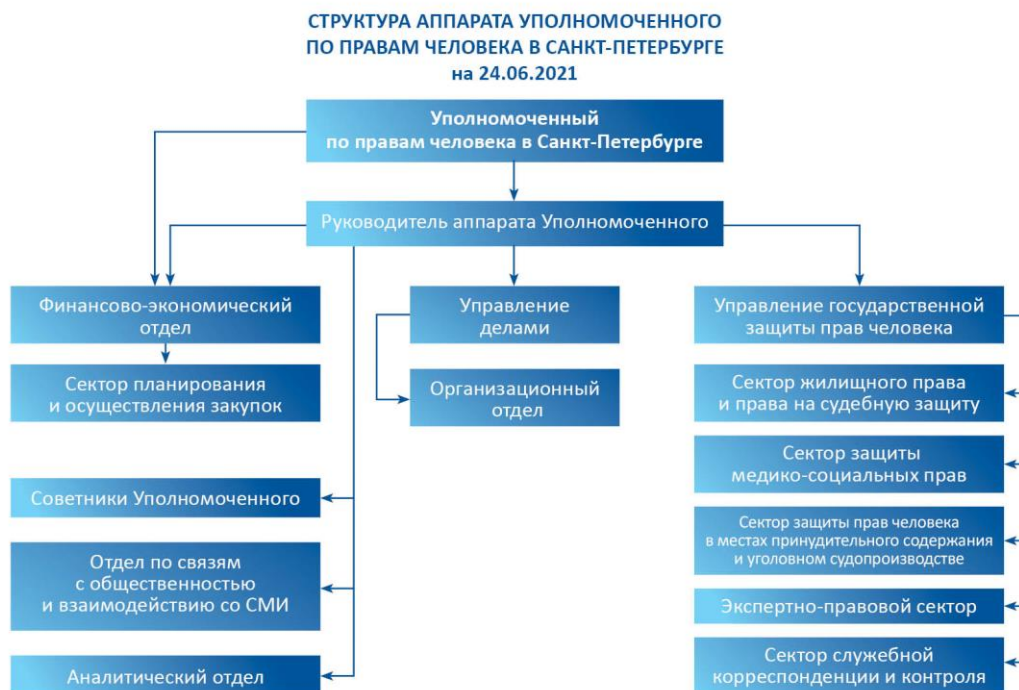 СТРУКТУРА АППАРАТА УПОЛНОМОЧЕННОГО
ПО ПРАВАМ ЧЕЛОВЕКА В САНКТ-ПЕТЕРБУРГЕ
на 24.06.2021
Уполномоченный
по правам человека в Санкт-Петербурге
Руководитель аппарата Уполномоченного
Финансово-экономический
отдел
Сектор планирования
и осуществления закупок
Советники Уполномоченного
Отдел по связям
с общественностью
и взаимодействию со СМИ
Аналитический отдел
Управление
делами
Организационный
отдел
Управление государственной
защиты прав человека
Сектор жилищного права
и права на судебную защиту
Сектор защиты
медико-социальных прав
Сектор защиты прав человека
в местах принудительного содержания
и уголовном судопроизводстве
Экспертно-правовой сектор
Сектор служебной
корреспонденции и контроля